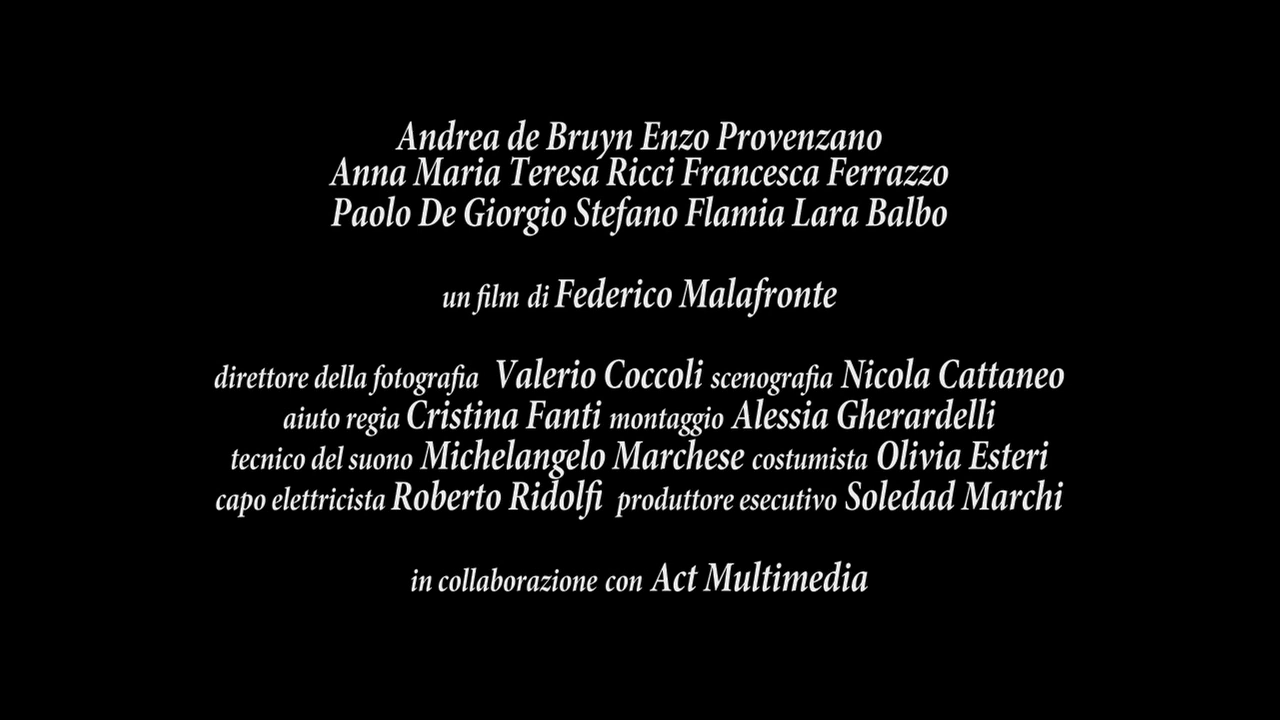 Andrea de Bruyn Enzo Provenzano
Anna Maria Teresa Ricci Francesca Ferrazzo
Paolo De Giorgio Stefano Flamia Lara Balbo
un film di Federico Malafronte
direttore della fotografia Valerio Coccoli scenografia Nicola Cattaneo
aiuto regia Cristina Fanti montaggio Alessia Gherardelli
tecnico del suono Michelangelo Marchese costumista Olivia Esteri
capo elettricista Roberto Ridolfi produttore esecutivo Soledad Marchi
in collaborazione con Act Multimedia